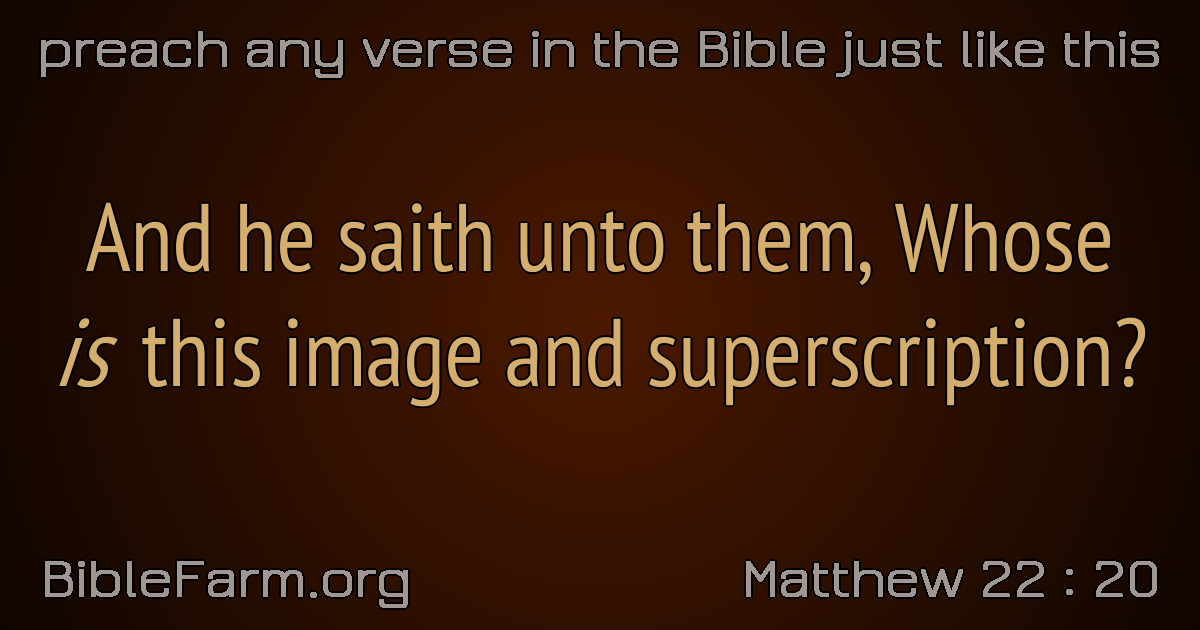 preach any verse in the Bible just like this
And he saith unto them, Whose
is this image and superscription?
BibleFarm.org
Matthew 22 : 20